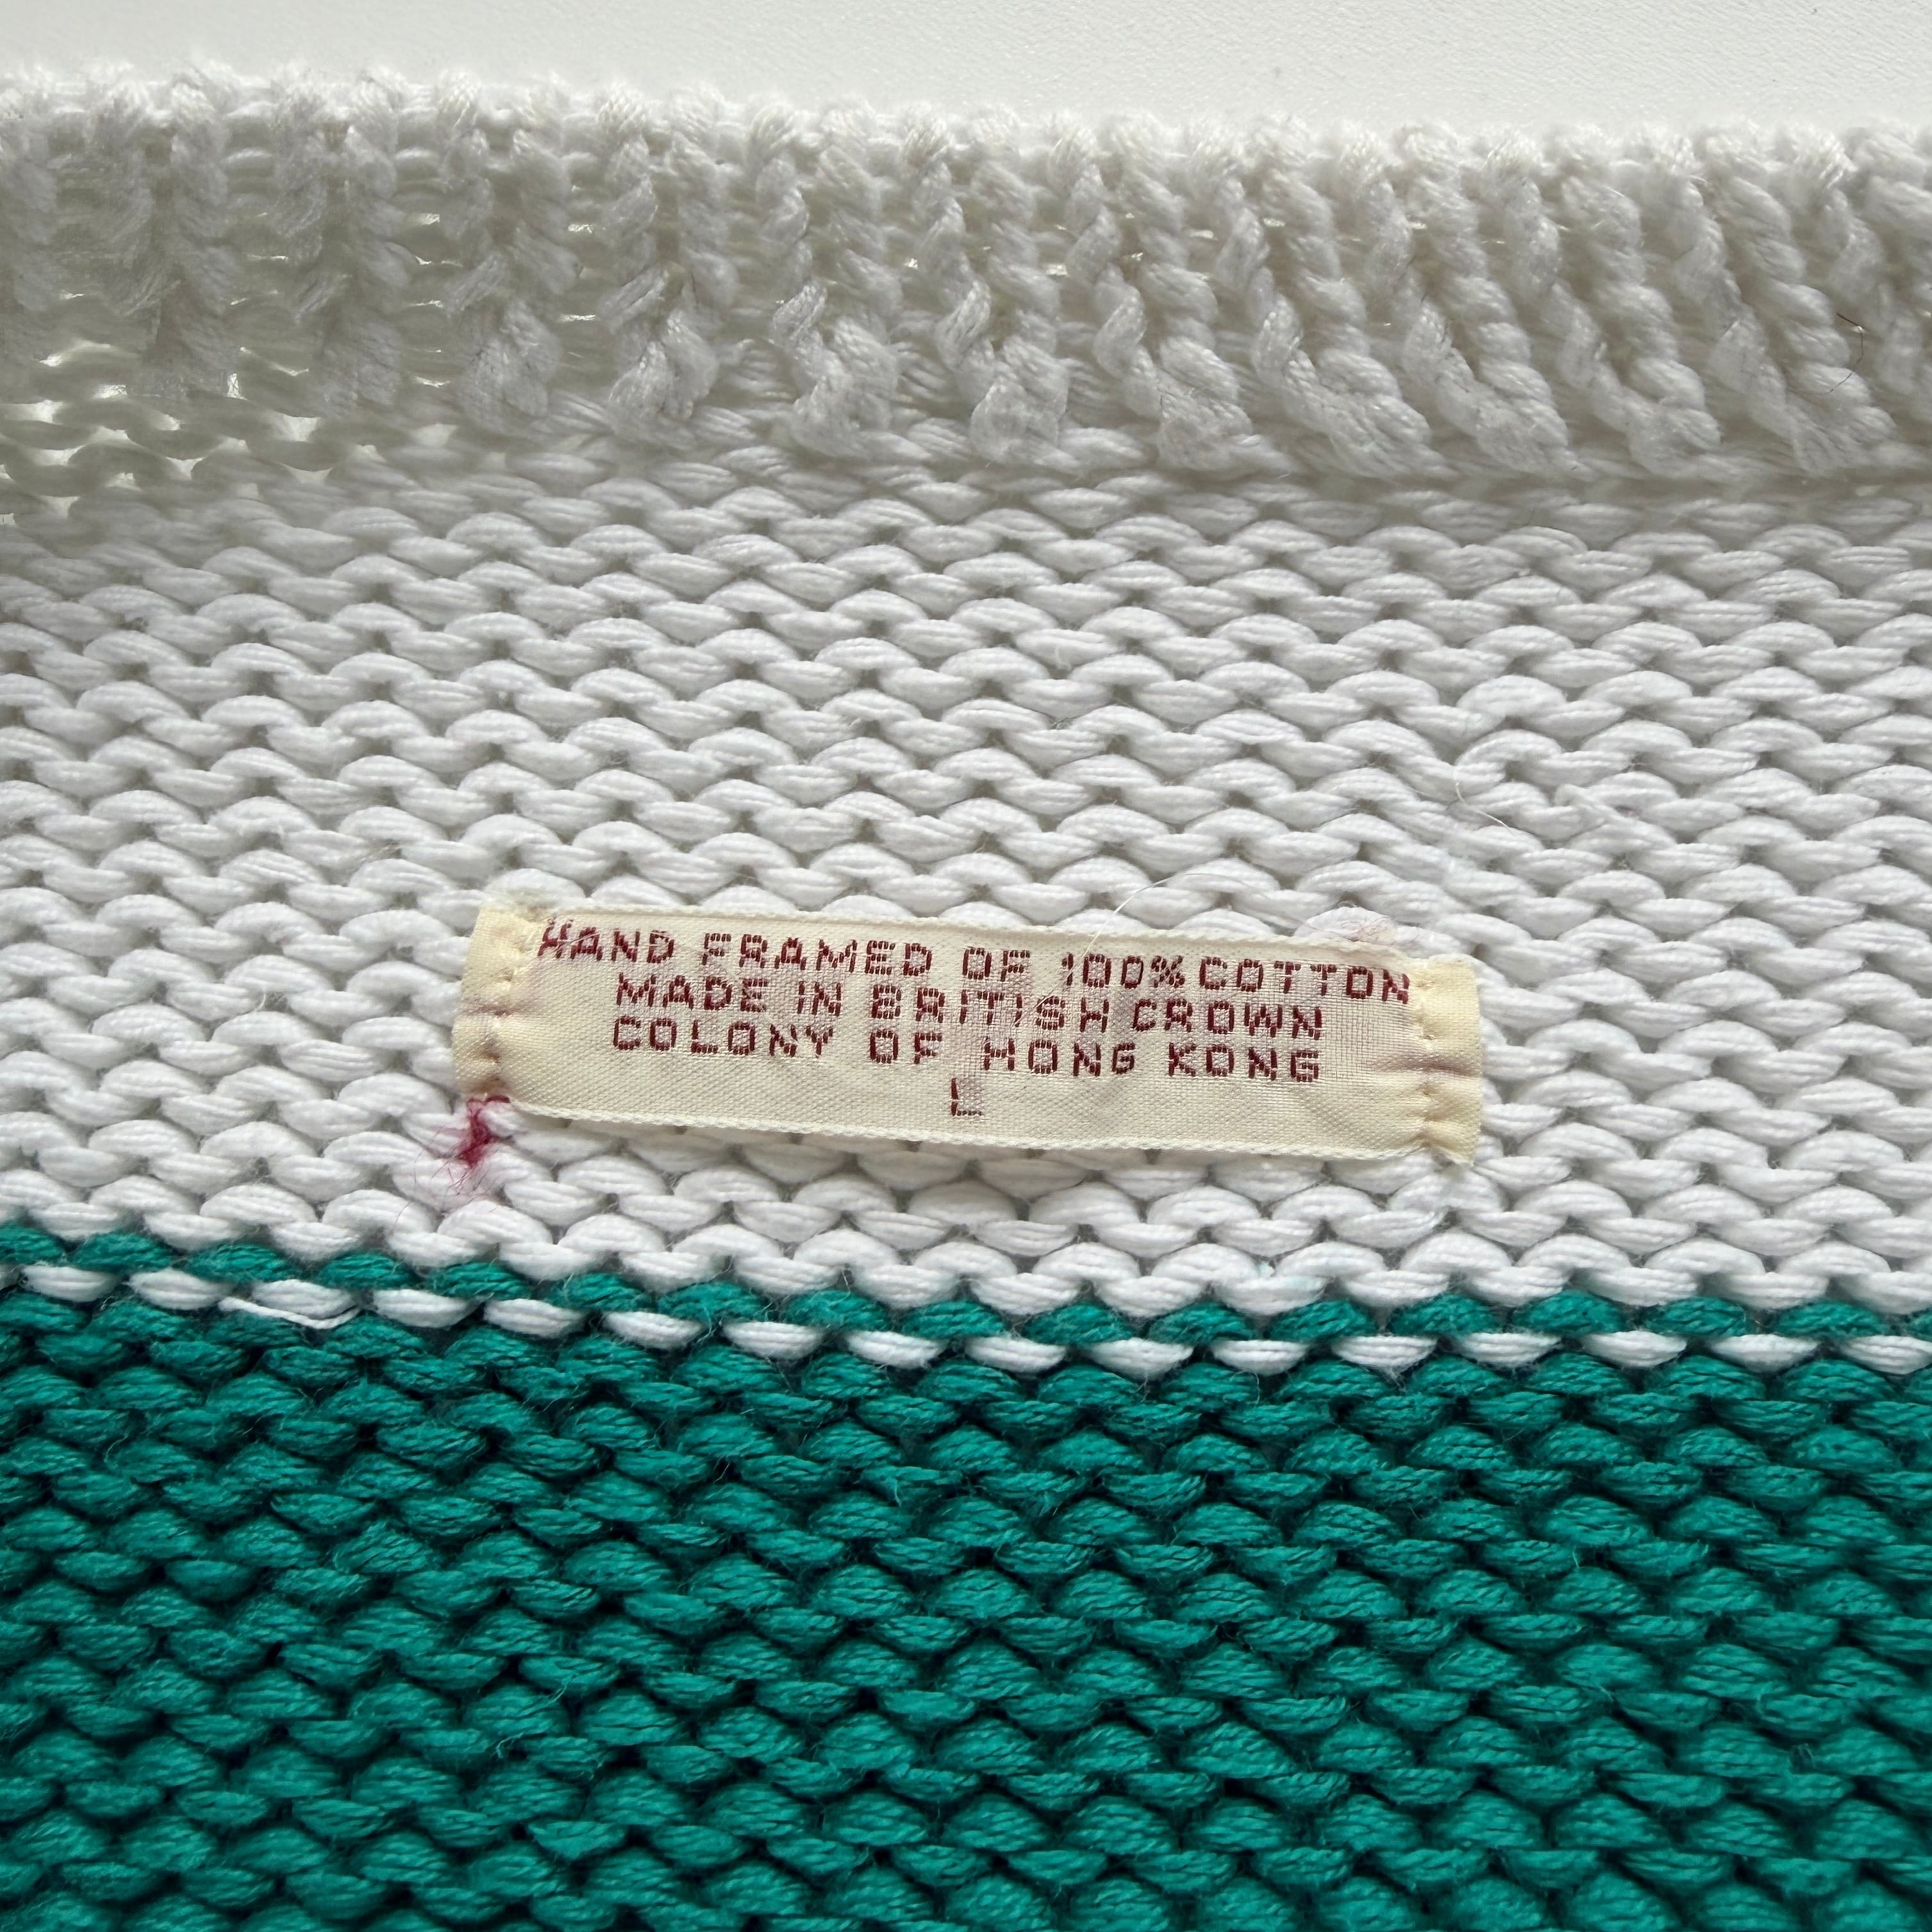 HAND FRAMED OF 100% COTTON
MADE IN BRITISH CROWN
COLONY OF HONG KONG
L